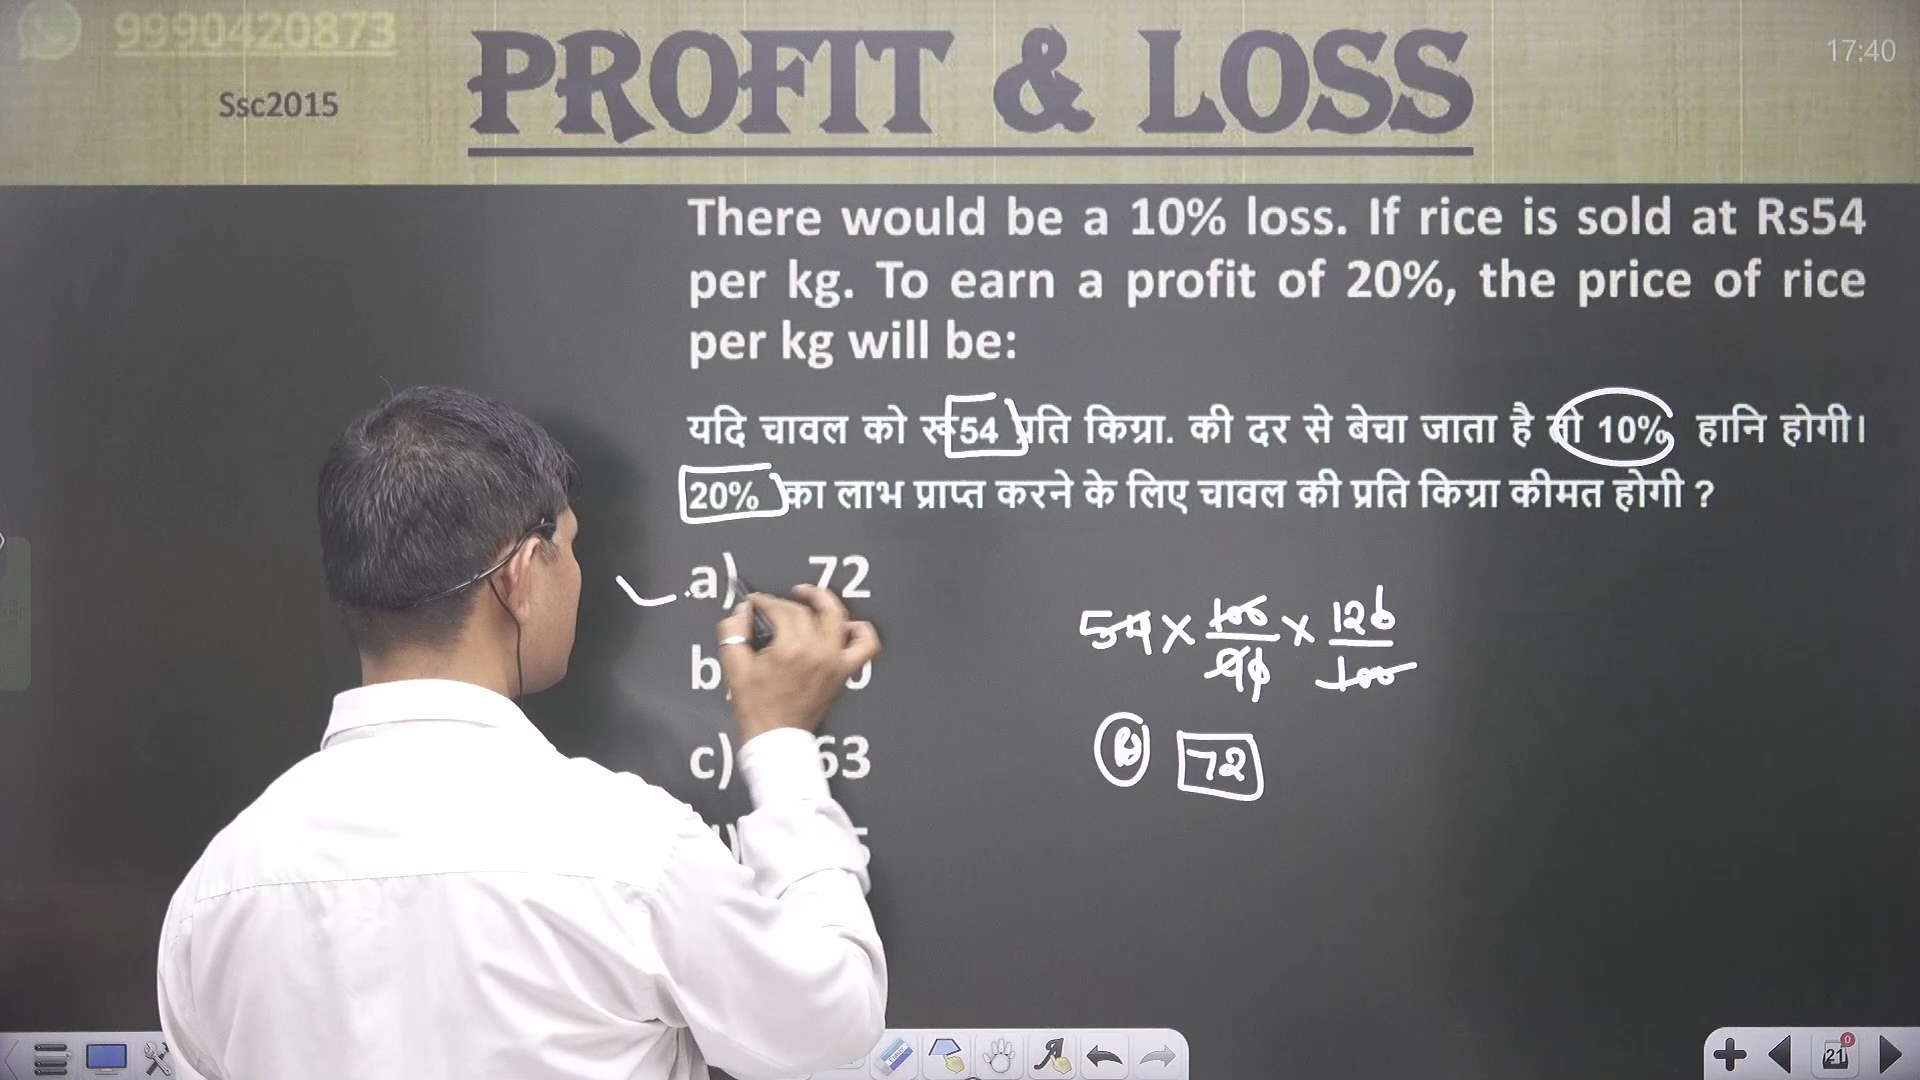 9990420873
Ssc2015
PROFIT & LOSS
17:40
There would be a 10% loss. If rice is sold at Rs54
per kg. To earn a profit of 20%, the price of rice
per kg will be:
यदि चावल को रू54 प्रति किग्रा. की दर से बेचा जाता है तो 10% हानि होगी।
20% का लाभ प्राप्त करने के लिए चावल की प्रति किग्रा कीमत होगी ?
a) 72
b
c) 63
54 × 100/90 × 120/100
72
21
0